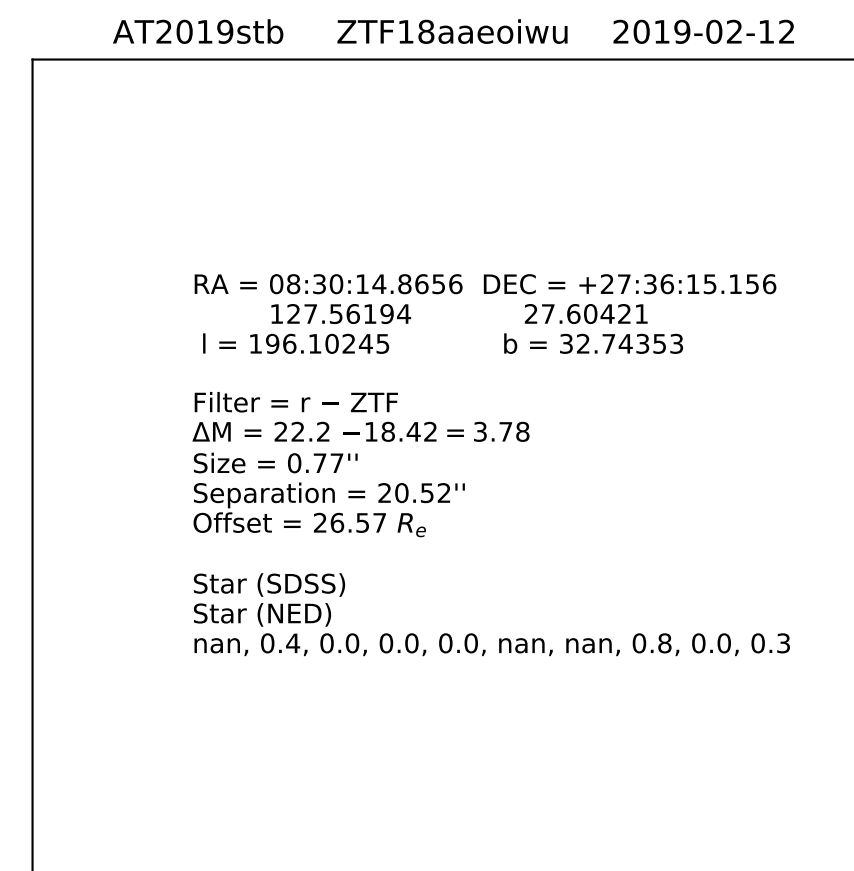 AT2019stb ZTF18aaeoiwu 2019-02-12
RA = 08:30:14.8656 DEC = +27:36:15.156
127.56194 27.60421
l = 196.10245 b = 32.74353
Filter = r − ZTF
ΔM = 22.2 −18.42 = 3.78
Size = 0.77''
Separation = 20.52''
Offset = 26.57 Rₑ
Star (SDSS)
Star (NED)
nan, 0.4, 0.0, 0.0, 0.0, nan, nan, 0.8, 0.0, 0.3